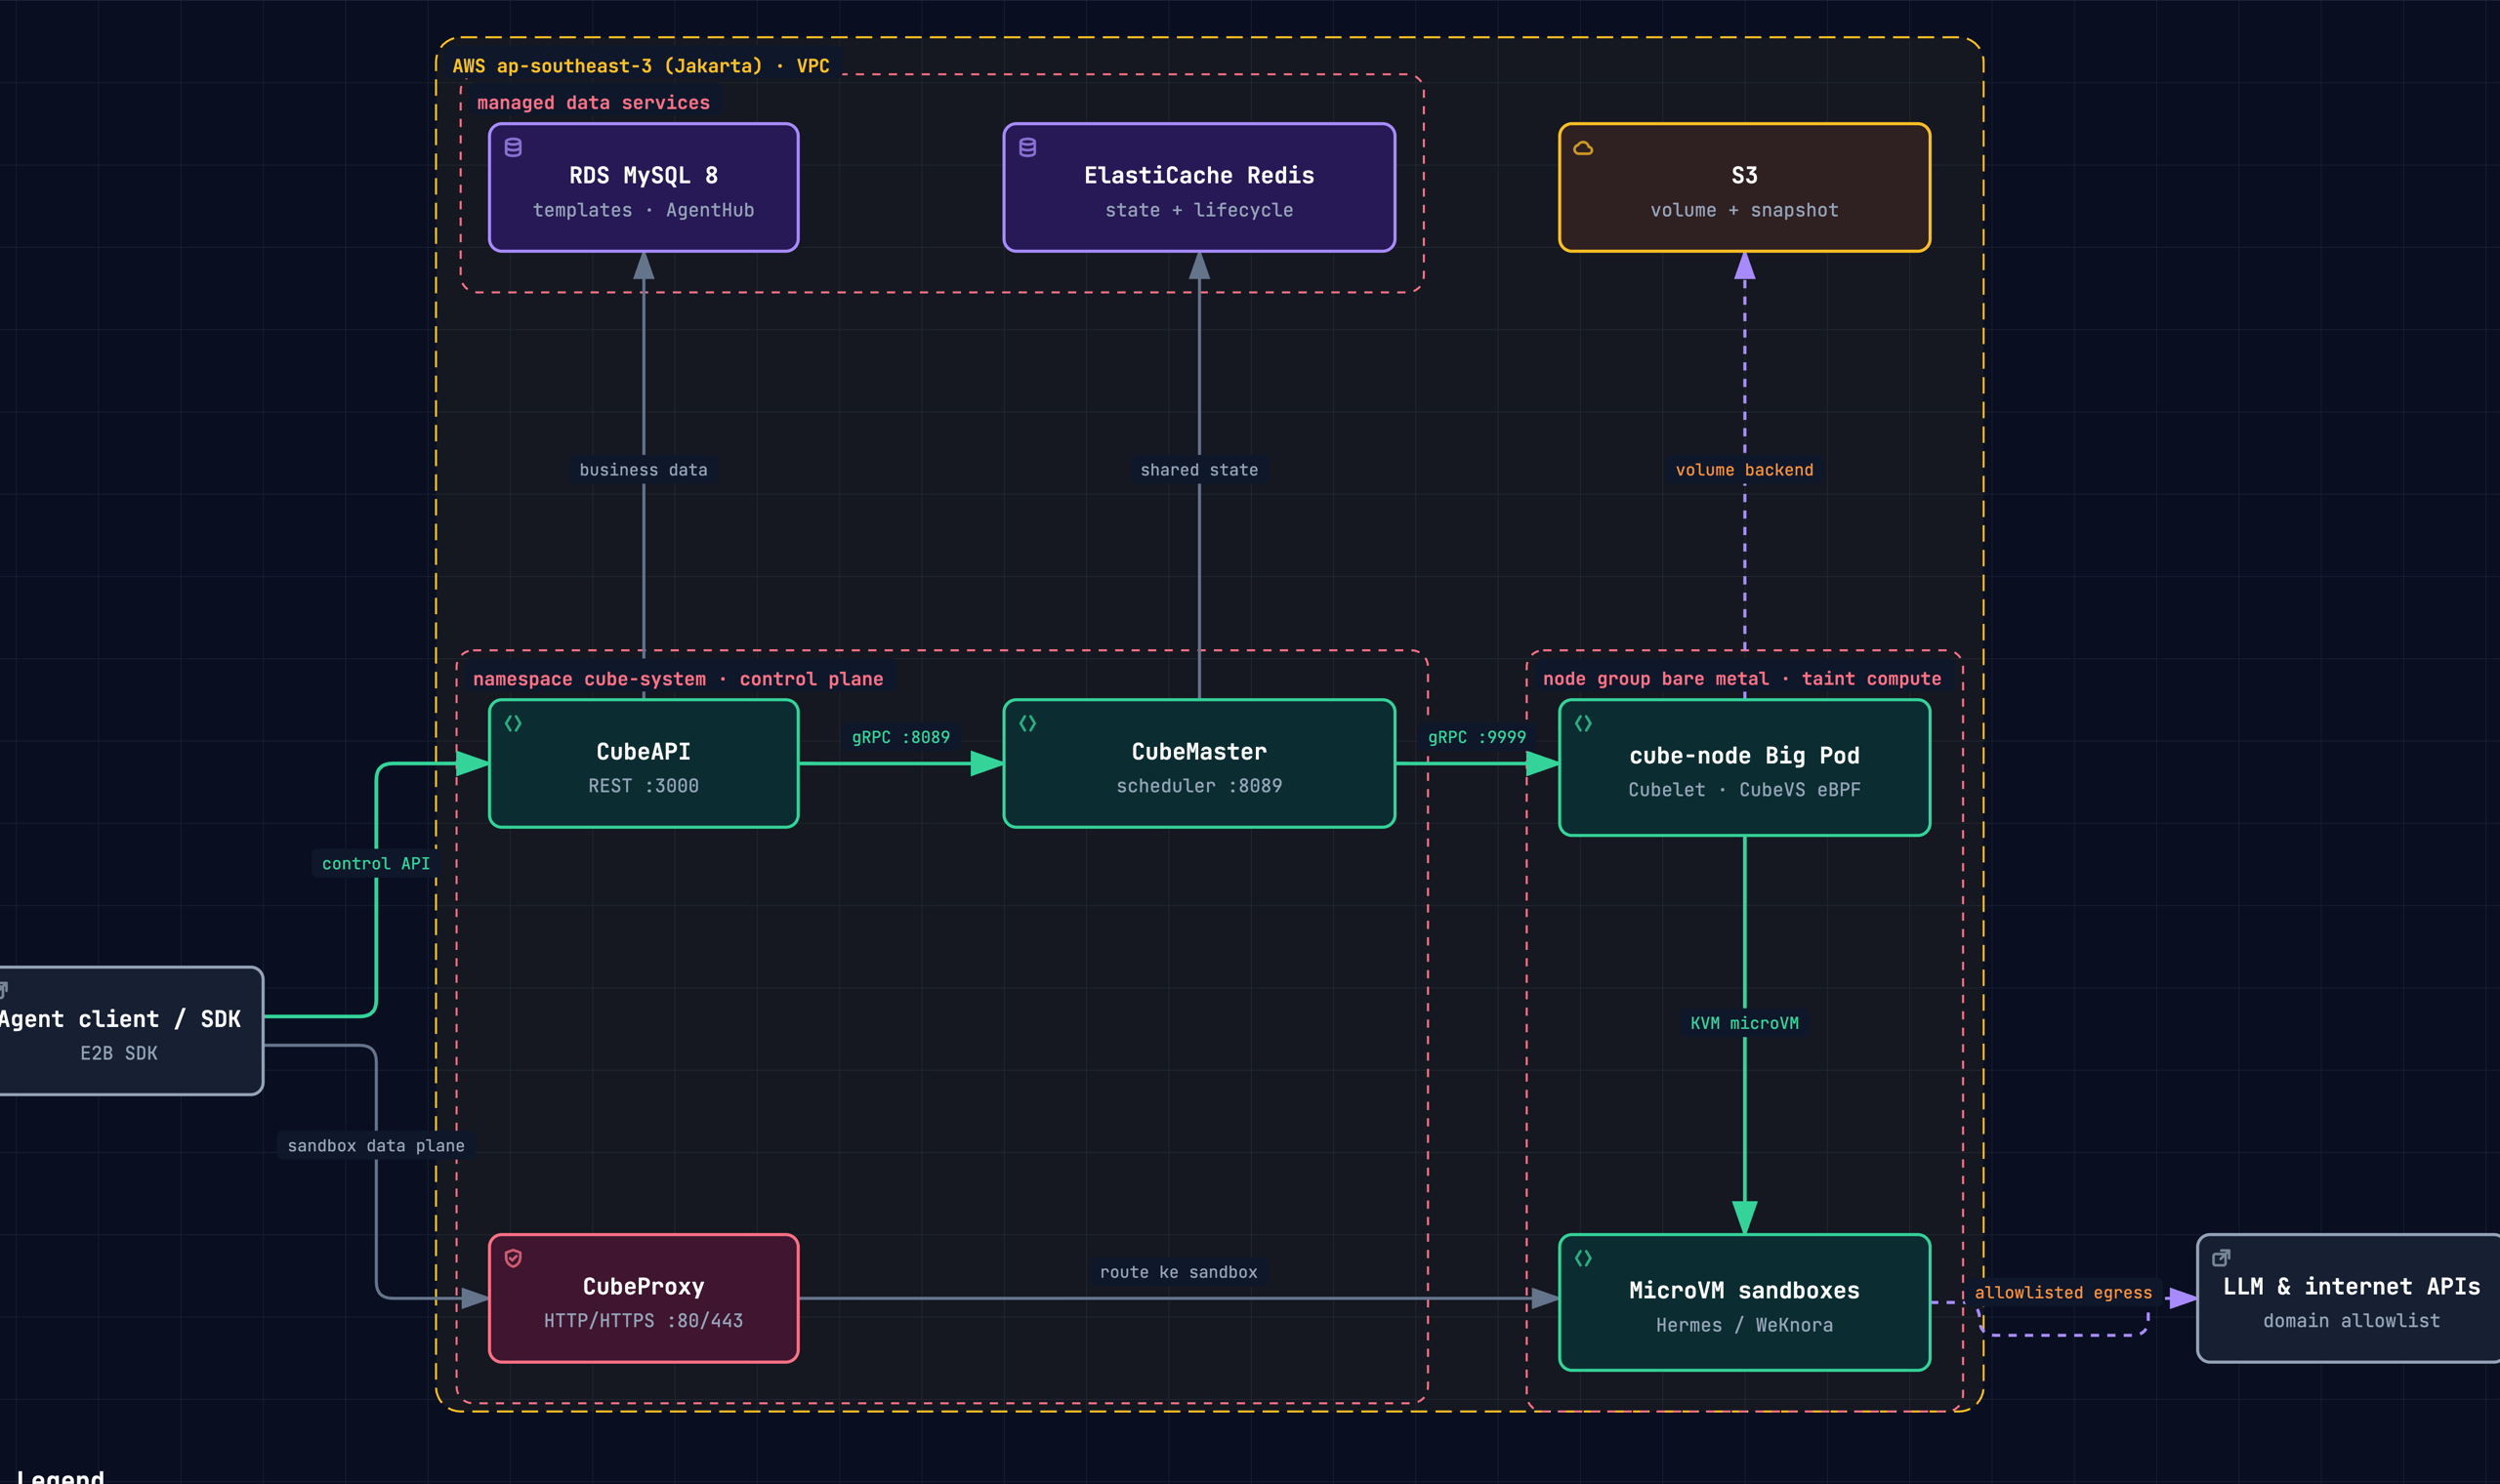 AWS ap-southeast-3 (Jakarta) · VPC
managed data services
RDS MySQL 8
templates · AgentHub
ElastiCache Redis
state + lifecycle
S3
volume + snapshot
business data
shared state
volume backend
namespace cube-system · control plane
node group bare metal · taint compute
CubeAPI
REST :3000
gRPC :8089
CubeMaster
scheduler :8089
gRPC :9999
cube-node Big Pod
Cubelet · CubeVS eBPF
control API
Agent client / SDK
E2B SDK
KVM microVM
sandbox data plane
CubeProxy
HTTP/HTTPS :80/443
route ke sandbox
MicroVM sandboxes
Hermes / WeKnora
allowlisted egress
LLM & internet APIs
domain allowlist
Legend